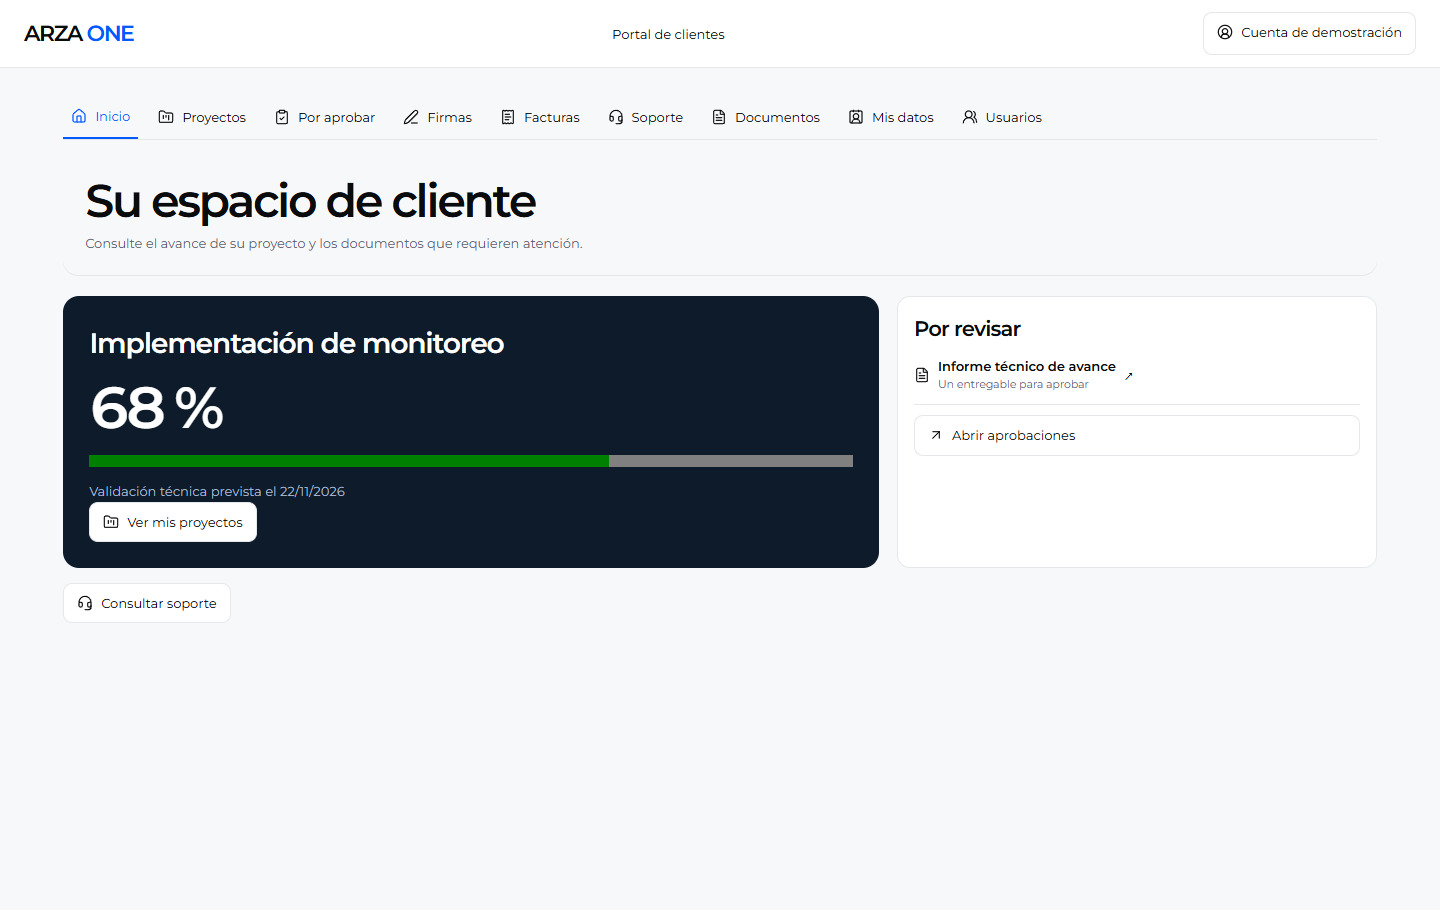 ARZA ONE
Portal de clientes
Cuenta de demostración
Inicio
Proyectos
Por aprobar
Firmas
Facturas
Soporte
Documentos
Mis datos
Usuarios
Su espacio de cliente
Consulte el avance de su proyecto y los documentos que requieren atención.
Implementación de monitoreo
68 %
Validación técnica prevista el 22/11/2026
Ver mis proyectos
Por revisar
Informe técnico de avance
Un entregable para aprobar
Abrir aprobaciones
Consultar soporte